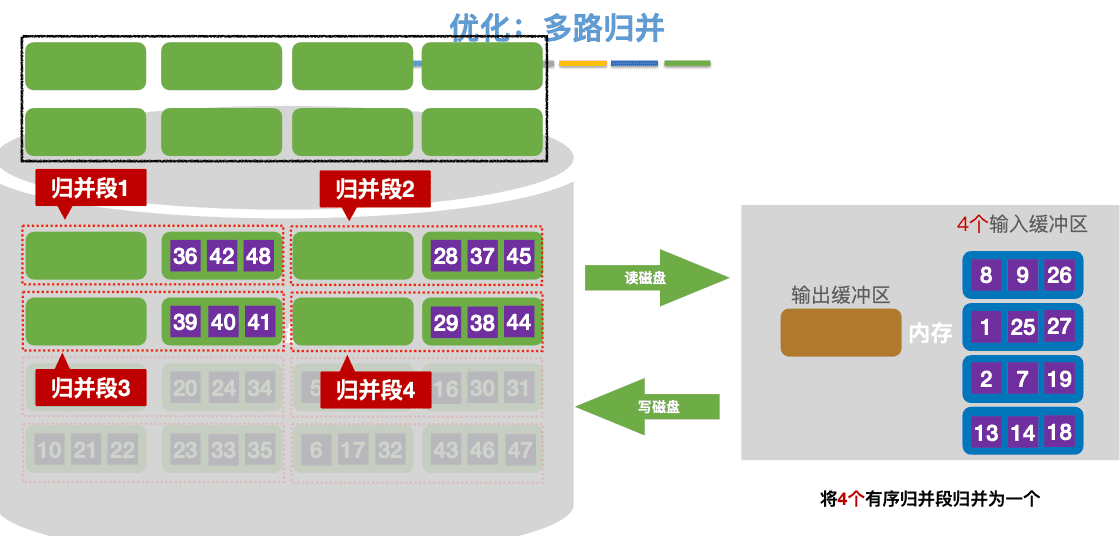 优化：多路归并
归并段1
归并段2
36 42 48
28 37 45
39 40 41
29 38 44
归并段3
归并段4
20 24 34
16 30 31
10 21 22
23 33 35
6 17 32
43 46 47
读磁盘
写磁盘
4个输入缓冲区
输出缓冲区
内存
8 9 26
1 25 27
2 7 19
13 14 18
将4个有序归并段归并为一个